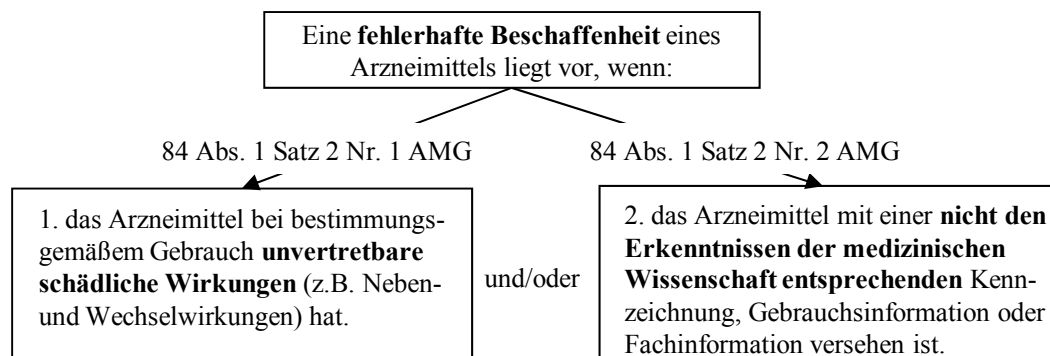 Eine fehlerhafte Beschaffenheit eines
Arzneimittels liegt vor, wenn:
84 Abs. 1 Satz 2 Nr. 1 AMG
84 Abs. 1 Satz 2 Nr. 2 AMG
1. das Arzneimittel bei bestimmungs-
gemäßem Gebrauch unvertretbare
schädliche Wirkungen (z.B. Neben-
und Wechselwirkungen) hat.
und/oder
2. das Arzneimittel mit einer nicht den
Erkenntnissen der medizinischen
Wissenschaft entsprechenden Kenn-
zeichnung, Gebrauchsinformation oder
Fachinformation versehen ist.